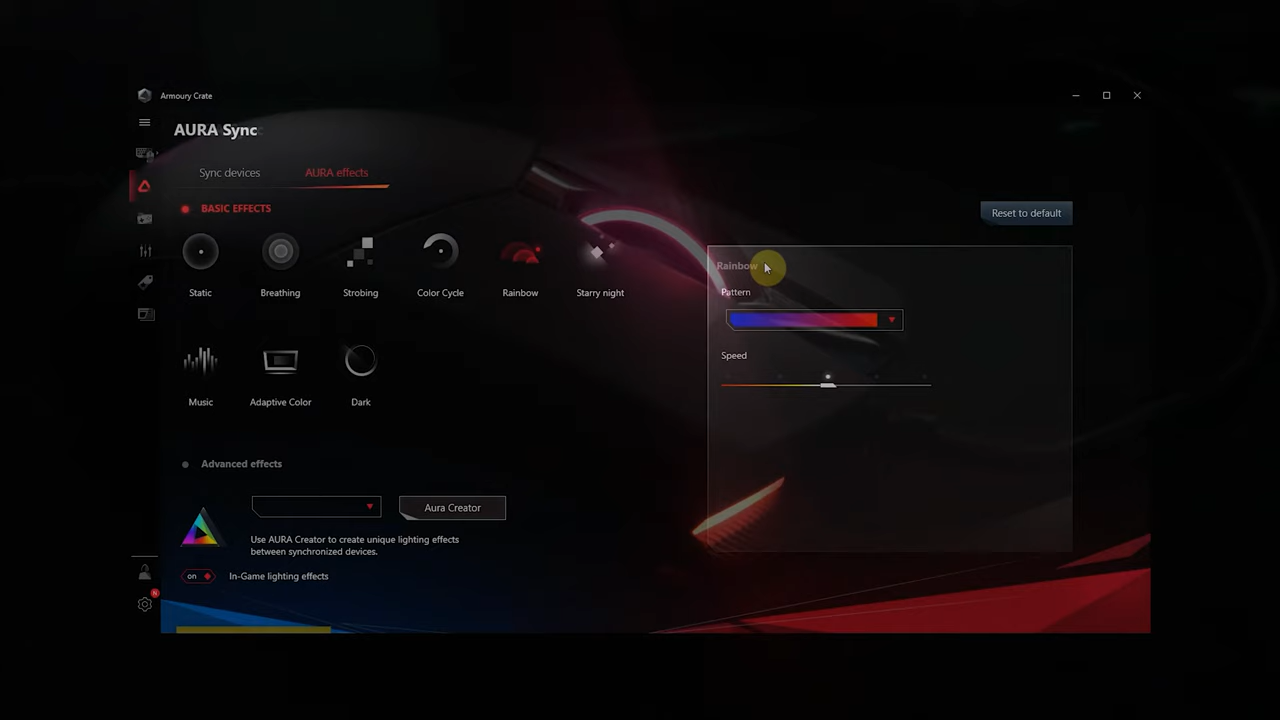 Armoury Crate
AURA Sync
Sync devices
AURA effects
BASIC EFFECTS
Reset to default
Static
Breathing
Strobing
Color Cycle
Rainbow
Starry night
Rainbow
Pattern
Speed
Music
Adaptive Color
Dark
Advanced effects
Aura Creator
Use AURA Creator to create unique lighting effects
between synchronized devices.
on
In-Game lighting effects
N